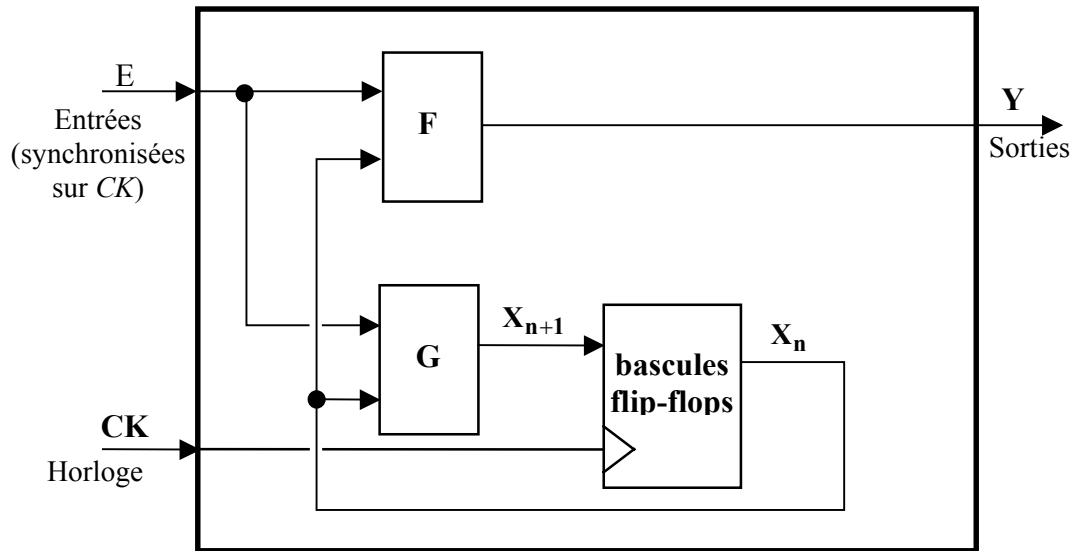 E
Entrées
(synchronisées
sur CK)
F
Y
Sorties
G
Xn+1
bascules
flip-flops
Xn
CK
Horloge